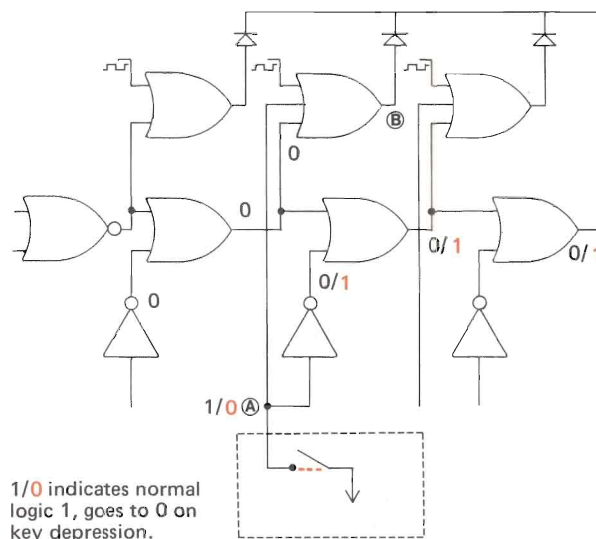 B
0
0
0/1
0/1
0/1
0
1/0 A
1/0 indicates normal
logic 1, goes to 0 on
key depression.